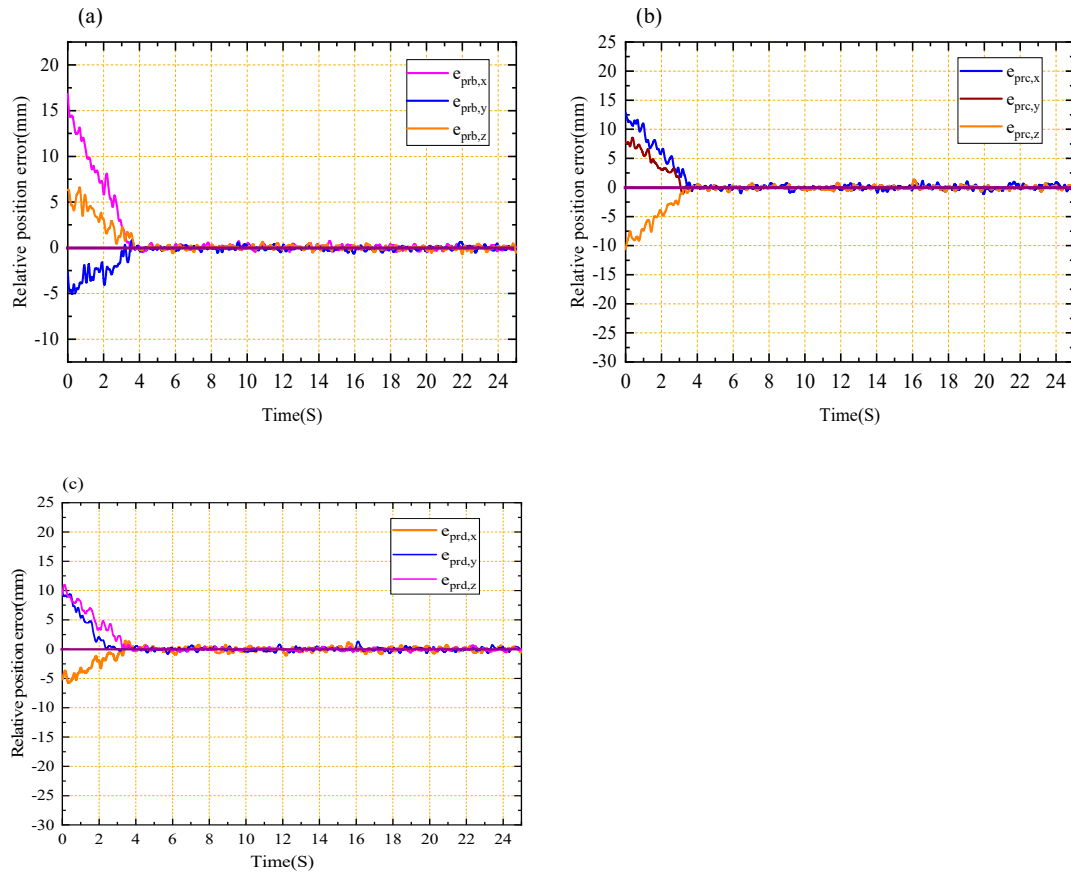 (a)
Relative position error(mm)
20
15
10
5
0
-5
-10
0 2 4 6 8 10 12 14 16 18 20 22 24
Time(S)
e_prb,x
e_prb,y
e_prb,z
(b)
Relative position error(mm)
25
20
15
10
5
0
-5
-10
-15
-20
-25
-30
0 2 4 6 8 10 12 14 16 18 20 22 24
Time(S)
e_prc,x
e_prc,y
e_prc,z
(c)
Relative position error(mm)
25
20
15
10
5
0
-5
-10
-15
-20
-25
-30
0 2 4 6 8 10 12 14 16 18 20 22 24
Time(S)
e_prd,x
e_prd,y
e_prd,z